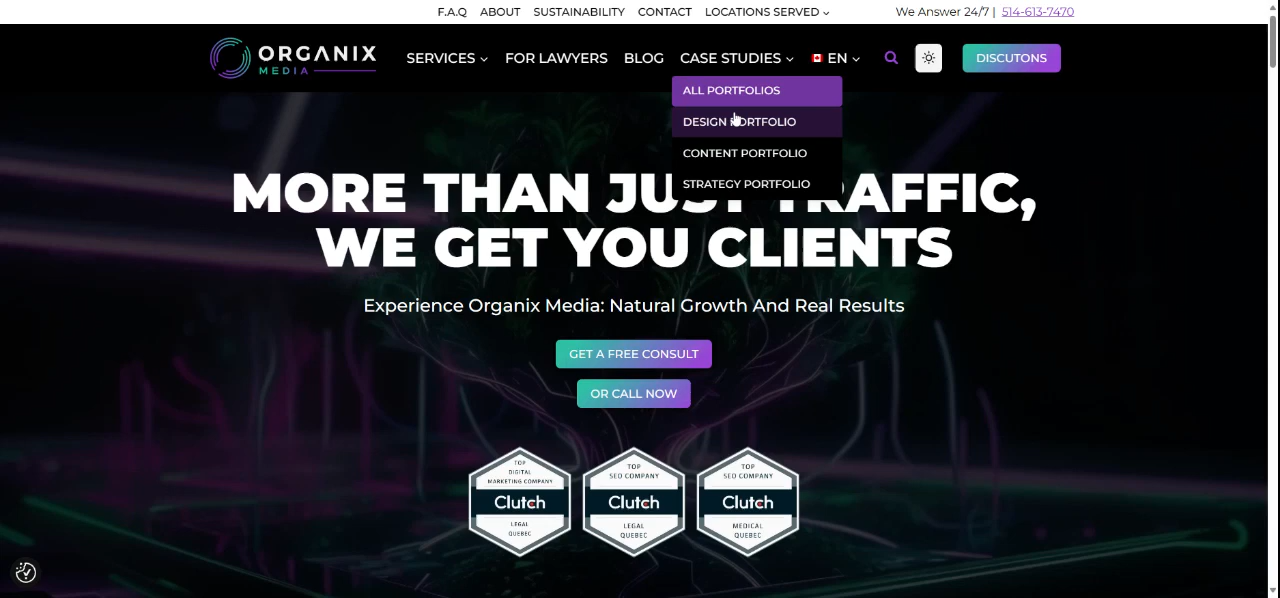 F.A.Q ABOUT SUSTAINABILITY CONTACT LOCATIONS SERVED We Answer 24/7 | 514-613-7470
ORGANIX
MEDIA
SERVICES FOR LAWYERS BLOG CASE STUDIES EN DISCUTONS
ALL PORTFOLIOS
DESIGN PORTFOLIO
CONTENT PORTFOLIO
STRATEGY PORTFOLIO
MORE THAN JUST TRAFFIC,
WE GET YOU CLIENTS
Experience Organix Media: Natural Growth And Real Results
GET A FREE CONSULT
OR CALL NOW
TOP
DIGITAL
MARKETING COMPANY
Clutch
LEGAL
QUEBEC
TOP
SEO COMPANY
Clutch
LEGAL
QUEBEC
TOP
SEO COMPANY
Clutch
MEDICAL
QUEBEC